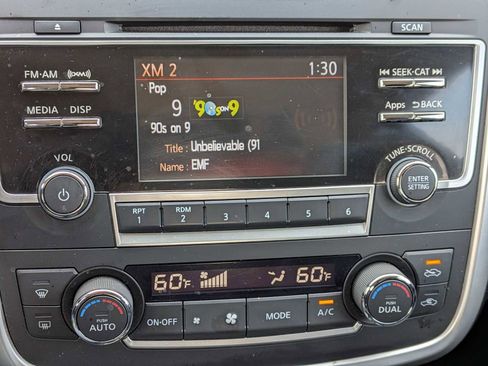 SCAN
XM 2 1:30
Pop
9 '90s on 9
90s on 9
Title : Unbelievable (91
Name : EMF
FM·AM (XM)
MEDIA DISP
VOL
SEEK·CAT
Apps BACK
TUNE·SCROLL
ENTER
SETTING
RPT
1
RDM
2
3
4
5
6
60°F
60°F
PUSH
AUTO
ON·OFF
MODE
A/C
PUSH
DUAL